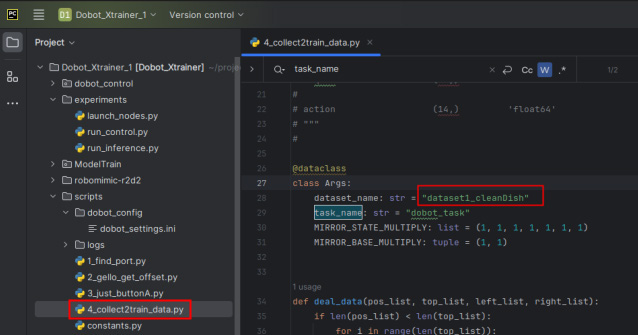 PC
D1 Dobot_Xtrainer_1
Version control
Project
4_collect2train_data.py
Dobot_Xtrainer_1 [Dobot_Xtrainer] ~/proje
dobot_control
experiments
launch_nodes.py
run_control.py
run_inference.py
ModelTrain
robomimic-r2d2
scripts
dobot_config
dobot_settings.ini
logs
1_find_port.py
2_gello_get_offset.py
3_just_buttonA.py
4_collect2train_data.py
constants.py
task_name
Cc W .* 1/2
21 #
22 # action (14,) 'float64'
23 # """
24 #
25
26 @dataclass
27 class Args:
28 dataset_name: str = "dataset1_cleanDish"
29 task_name: str = "dobot_task"
30 MIRROR_STATE_MULTIPLY: list = (1, 1, 1, 1, 1, 1, 1)
31 MIRROR_BASE_MULTIPLY: tuple = (1, 1)
32
33
1 usage
34 def deal_data(pos_list, top_list, left_list, right_list):
35 if len(pos_list) < len(top_list):
36 for i in range(len(top_list)):